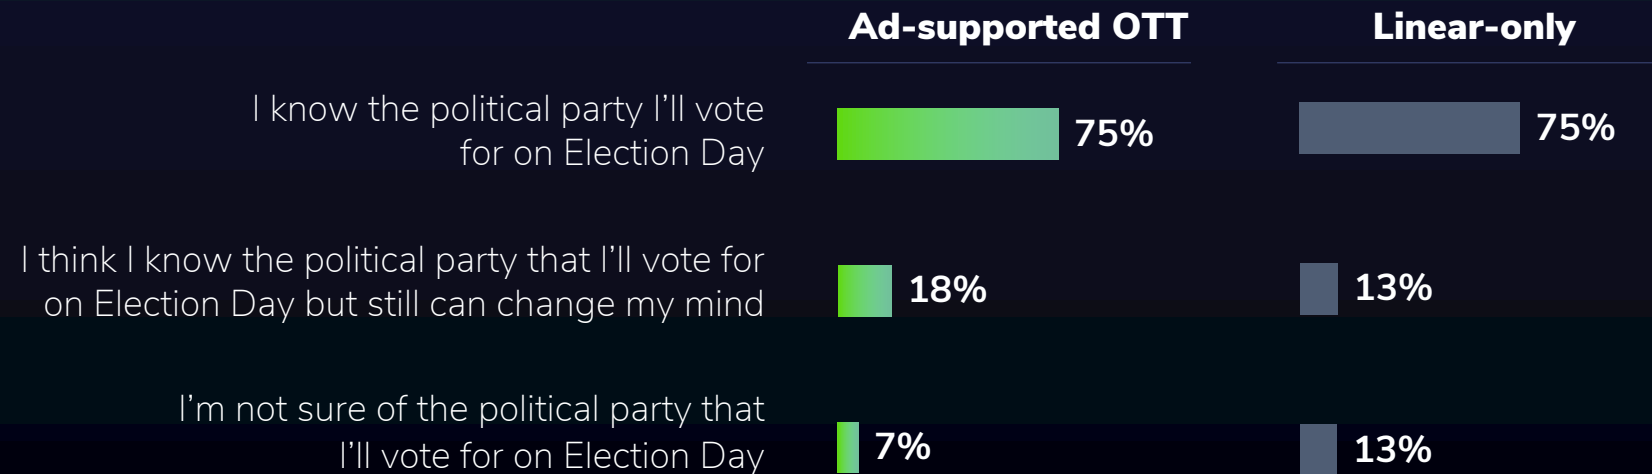 Ad-supported OTT
Linear-only
I know the political party I'll vote
for on Election Day
75%
75%
I think I know the political party that I'll vote for
on Election Day but still can change my mind
18%
13%
I'm not sure of the political party that
I'll vote for on Election Day
7%
13%